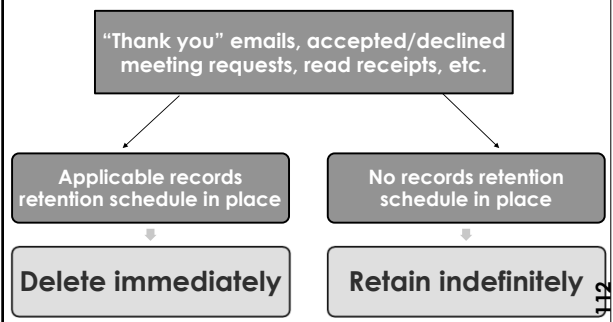 “Thank you” emails, accepted/declined
meeting requests, read receipts, etc.
Applicable records
retention schedule in place
No records retention
schedule in place
Delete immediately
Retain indefinitely
112